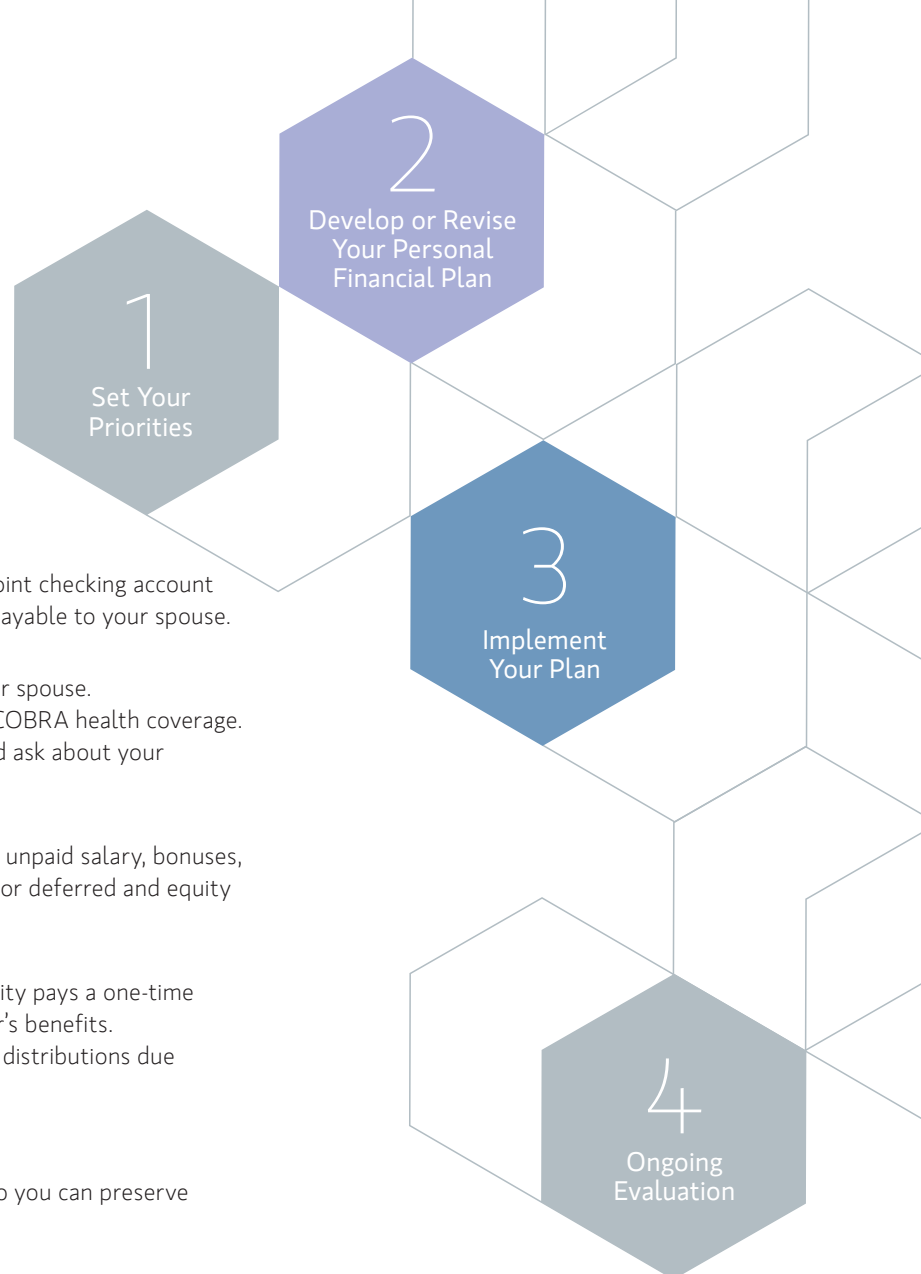 2
Develop or Revise
Your Personal
Financial Plan
1
Set Your
Priorities
3
Implement
Your Plan
oint checking account
ayable to your spouse.
r spouse.
COBRA health coverage.
d ask about your
unpaid salary, bonuses,
or deferred and equity
ity pays a one-time
r’s benefits.
distributions due
o you can preserve
4
Ongoing
Evaluation